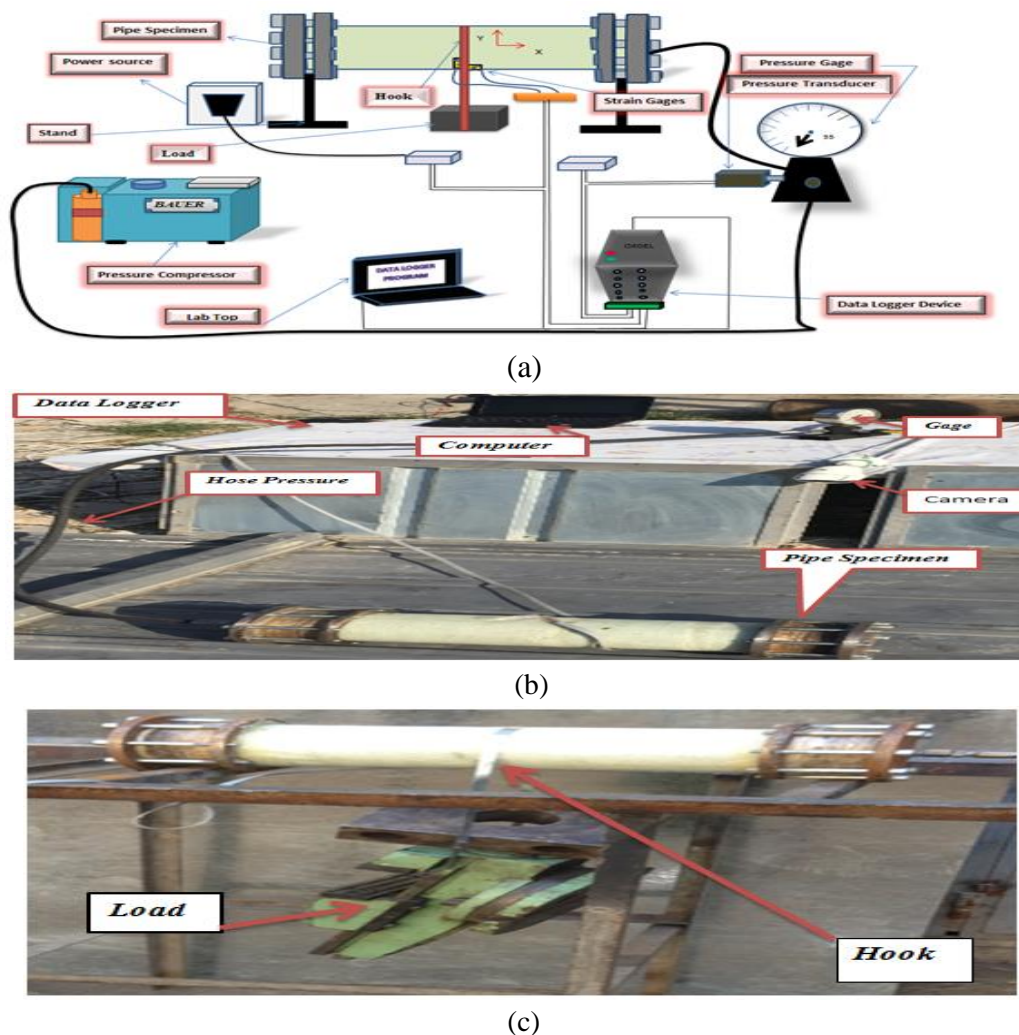 Pipe Specimen
Power source
Pressure Gage
Pressure Transducer
Hook
Strain Gages
Stand
Load
BAUER
DATA LOGGER
PROGRAM
Pressure Compressor
Data Logger Device
Lab Top
Y
X
(a)
Data Logger
Computer
Gage
Hose Pressure
Camera
Pipe Specimen
(b)
Load
Hook
(c)